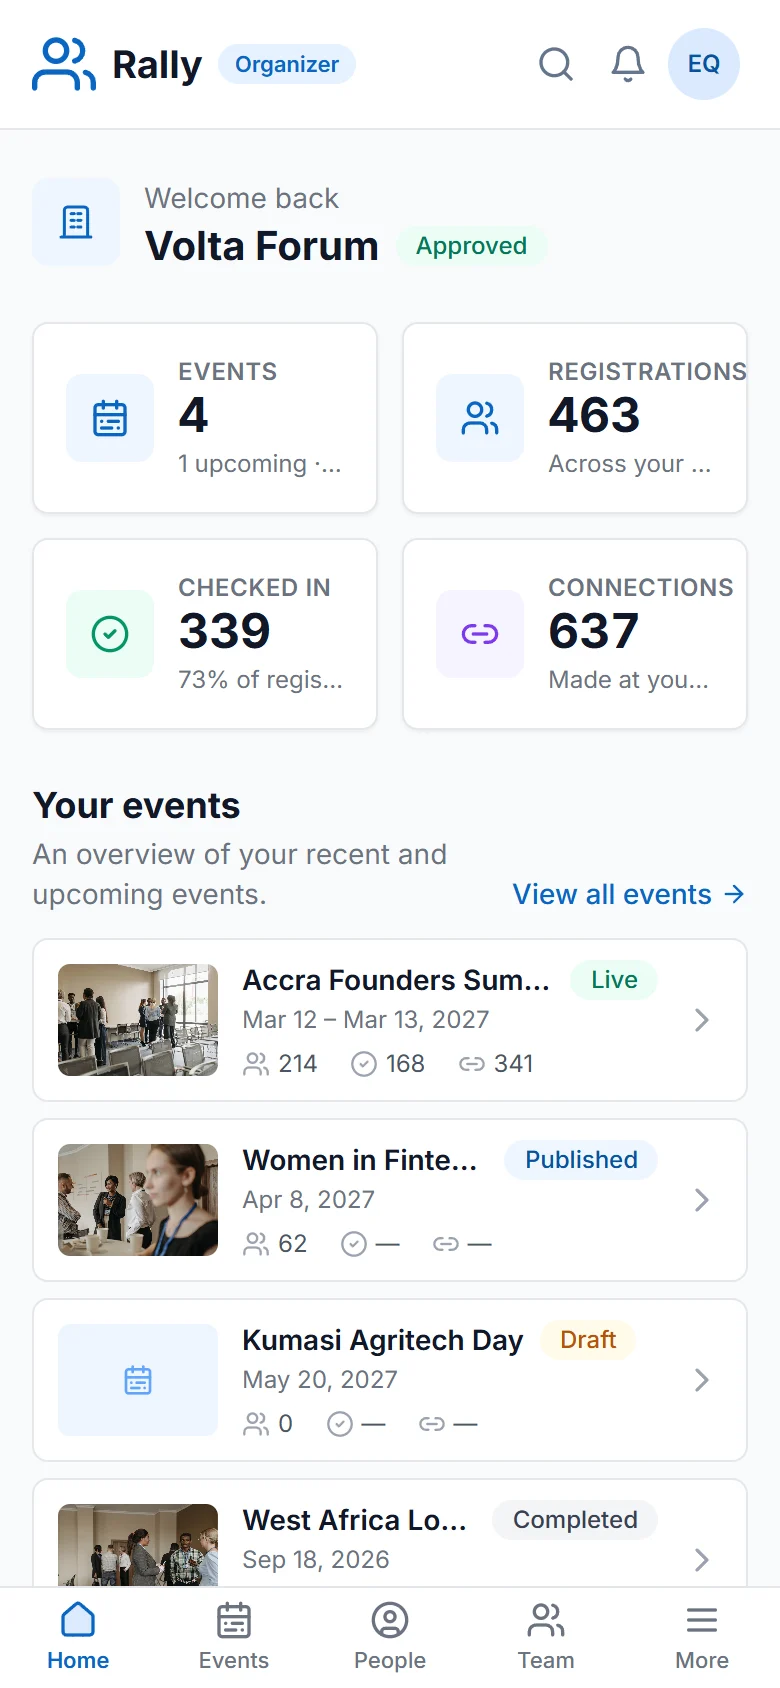 Rally
Organizer
EQ
Welcome back
Volta Forum
Approved
EVENTS
4
1 upcoming ·...
REGISTRATIONS
463
Across your ...
CHECKED IN
339
73% of regis...
CONNECTIONS
637
Made at you...
Your events
An overview of your recent and
upcoming events.
View all events →
Accra Founders Sum...
Live
Mar 12 – Mar 13, 2027
214 168 341
Women in Finte...
Published
Apr 8, 2027
62 — —
Kumasi Agritech Day
Draft
May 20, 2027
0 — —
West Africa Lo...
Completed
Sep 18, 2026
Home
Events
People
Team
More